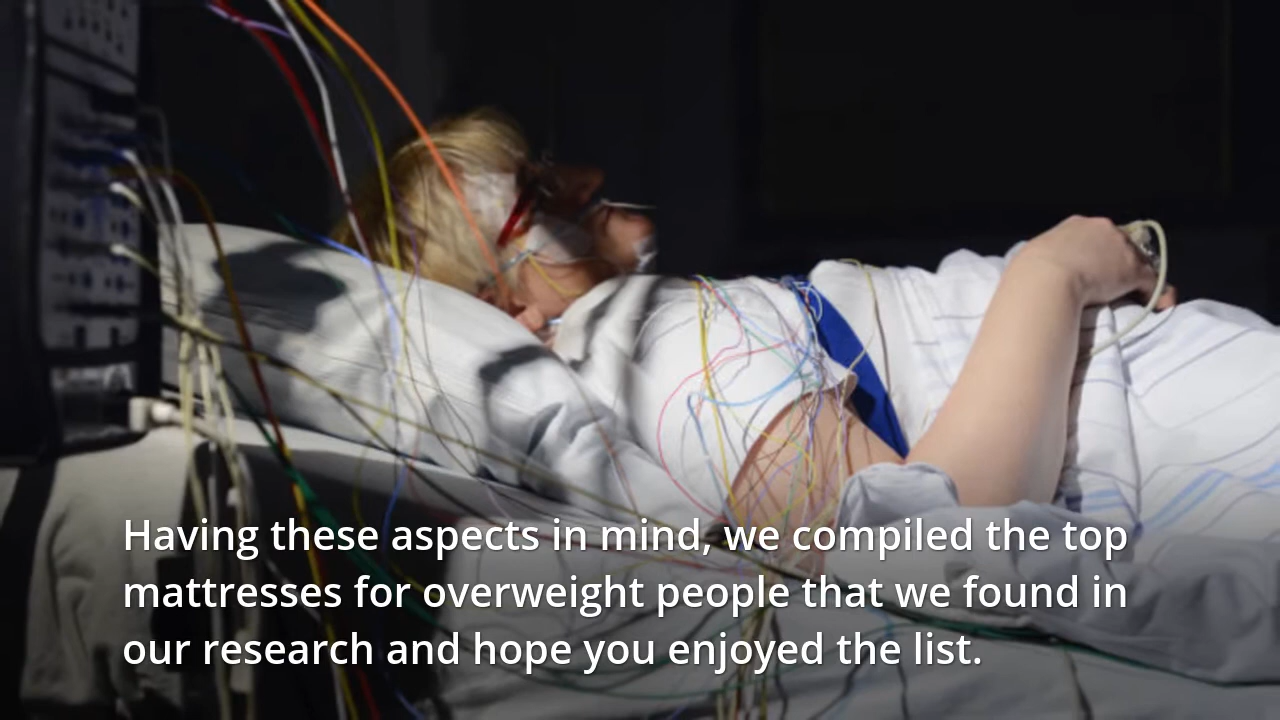 Having these aspects in mind, we compiled the top
mattresses for overweight people that we found in
our research and hope you enjoyed the list.